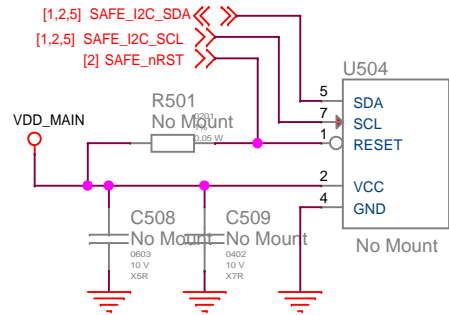 [1,2,5] SAFE_I2C_SDA
[1,2,5] SAFE_I2C_SCL
[2] SAFE_nRST
U504
5 SDA
7 SCL
1 RESET
2 VCC
4 GND
No Mount
R501
No Mount
0201
1%
0.05 W
VDD_MAIN
C508
No Mount
0603
10 V
X5R
C509
No Mount
0402
10 V
X7R